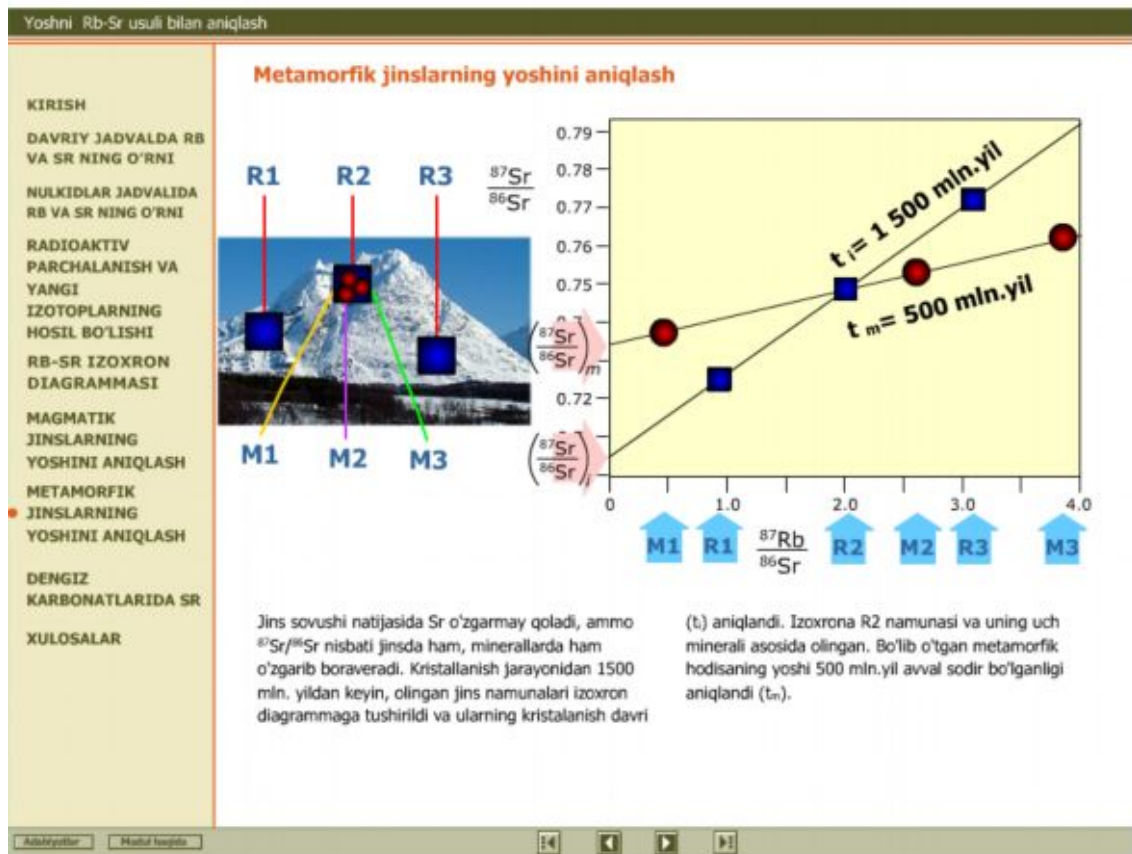 Yoshni Rb-Sr usuli bilan aniqlash
KIRISH
DAVRIY JADVALDA RB
VA SR NING O'RNI
NULKIDLAR JADVALIDA
RB VA SR NING O'RNI
RADIOAKTIV
PARCHALANISH VA
YANGI
IZOTOPLARNING
HOSIL BO'LISHI
RB-SR IZOXRON
DIAGRAMMASI
MAGMATIK
JINSLARNING
YOSHINI ANIQLASH
METAMORFIK
JINSLARNING
YOSHINI ANIQLASH
DENGIZ
KARBONATLARIDA SR
XULOSALAR
Metamorfik jinslarning yoshini aniqlash
R1 R2 R3
M1 M2 M3
87Sr
86Sr
0.79
0.78
0.77
0.76
0.75
(87Sr
86Sr)m
0.72
(87Sr
86Sr)i
t i= 1 500 mln.yil
t m= 500 mln.yil
0 1.0 2.0 3.0 4.0
M1 R1 R2 M2 R3 M3
87Rb
86Sr
Jins sovushi natijasida Sr o'zgarmay qoladi, ammo
87Sr/86Sr nisbati jinsda ham, minerallarda ham
o'zgarib boraveradi. Kristallanish jarayonidan 1500
mln. yildan keyin, olingan jins namunalari izoxron
diagrammaga tushirildi va ularning kristalanish davri
(ti) aniqlandi. Izoxrona R2 namunasi va uning uch
minerali asosida olingan. Bo'lib o'tgan metamorfik
hodisaning yoshi 500 mln.yil avval sodir bo'lganligi
aniqlandi (tm).
Adabiyotlar
Modul haqida